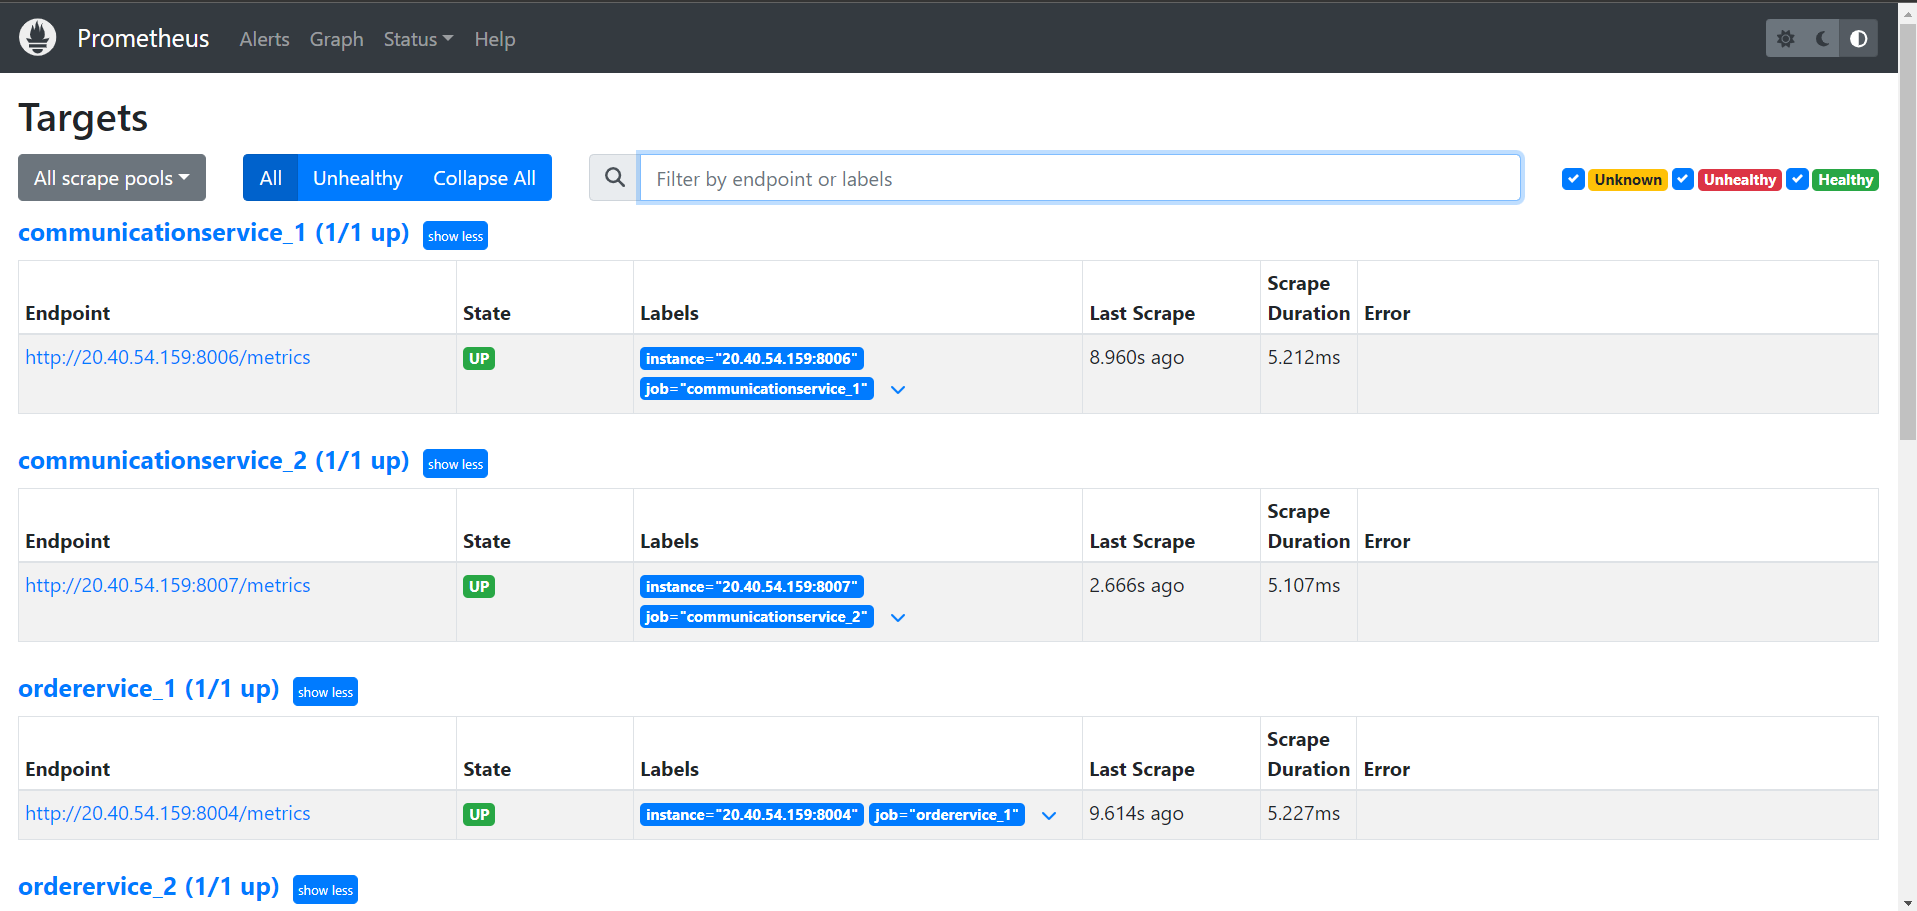 Prometheus Alerts Graph Status Help
Targets
All scrape pools All Unhealthy Collapse All Filter by endpoint or labels Unknown Unhealthy Healthy
communicationservice_1 (1/1 up) show less
Endpoint State Labels Last Scrape Scrape Duration Error
http://20.40.54.159:8006/metrics UP instance="20.40.54.159:8006" 8.960s ago 5.212ms
job="communicationservice_1"
communicationservice_2 (1/1 up) show less
Endpoint State Labels Last Scrape Scrape Duration Error
http://20.40.54.159:8007/metrics UP instance="20.40.54.159:8007" 2.666s ago 5.107ms
job="communicationservice_2"
orderervice_1 (1/1 up) show less
Endpoint State Labels Last Scrape Scrape Duration Error
http://20.40.54.159:8004/metrics UP instance="20.40.54.159:8004" job="orderervice_1" 9.614s ago 5.227ms
orderervice_2 (1/1 up) show less